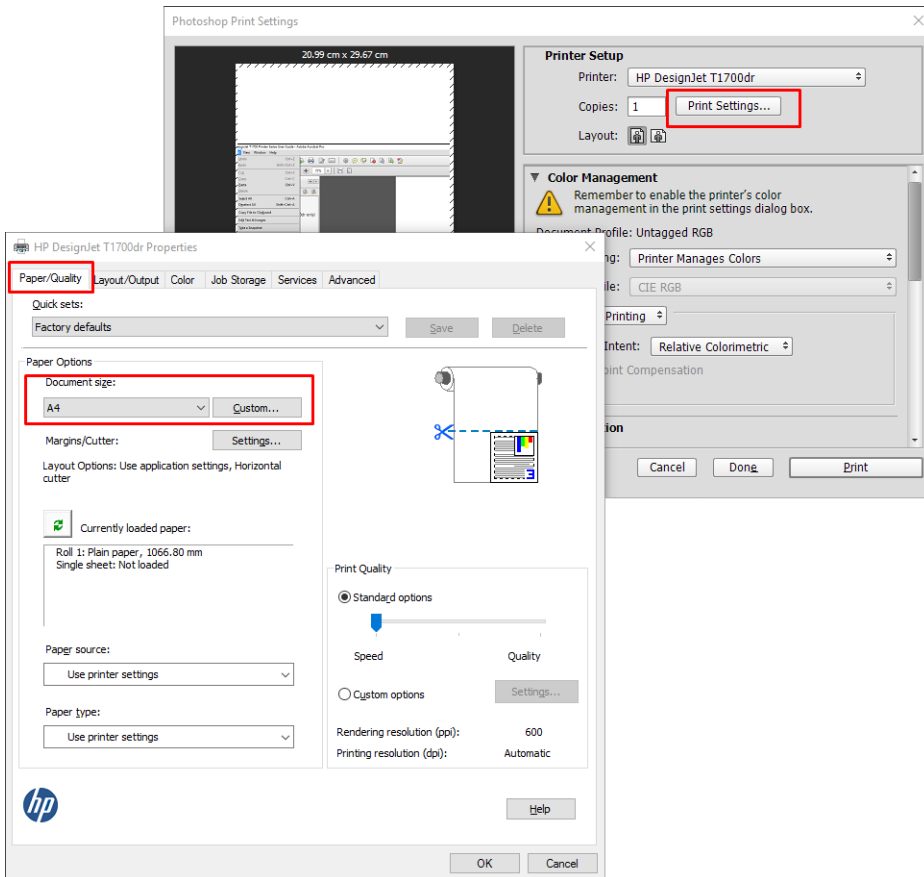 Photoshop Print Settings
20.99 cm x 29.67 cm
Printer Setup
Printer: HP DesignJet T1700dr
Copies: 1 Print Settings...
Layout:
Color Management
Remember to enable the printer's color
management in the print settings dialog box.
Document Profile: Untagged RGB
ng: Printer Manages Colors
ile: CIE RGB
Printing
Intent: Relative Colorimetric
oint Compensation
ion
Cancel Done Print
HP DesignJet T1700dr Properties
Paper/Quality Layout/Output Color Job Storage Services Advanced
Quick sets:
Factory defaults Save Delete
Paper Options
Document size:
A4 Custom...
Margins/Cutter: Settings...
Layout Options: Use application settings, Horizontal
cutter
Currently loaded paper:
Roll 1: Plain paper, 1066.80 mm
Single sheet: Not loaded
Paper source:
Use printer settings
Paper type:
Use printer settings
Print Quality
Standard options
Speed Quality
Custom options Settings...
Rendering resolution (ppi): 600
Printing resolution (dpi): Automatic
hp
Help
OK Cancel